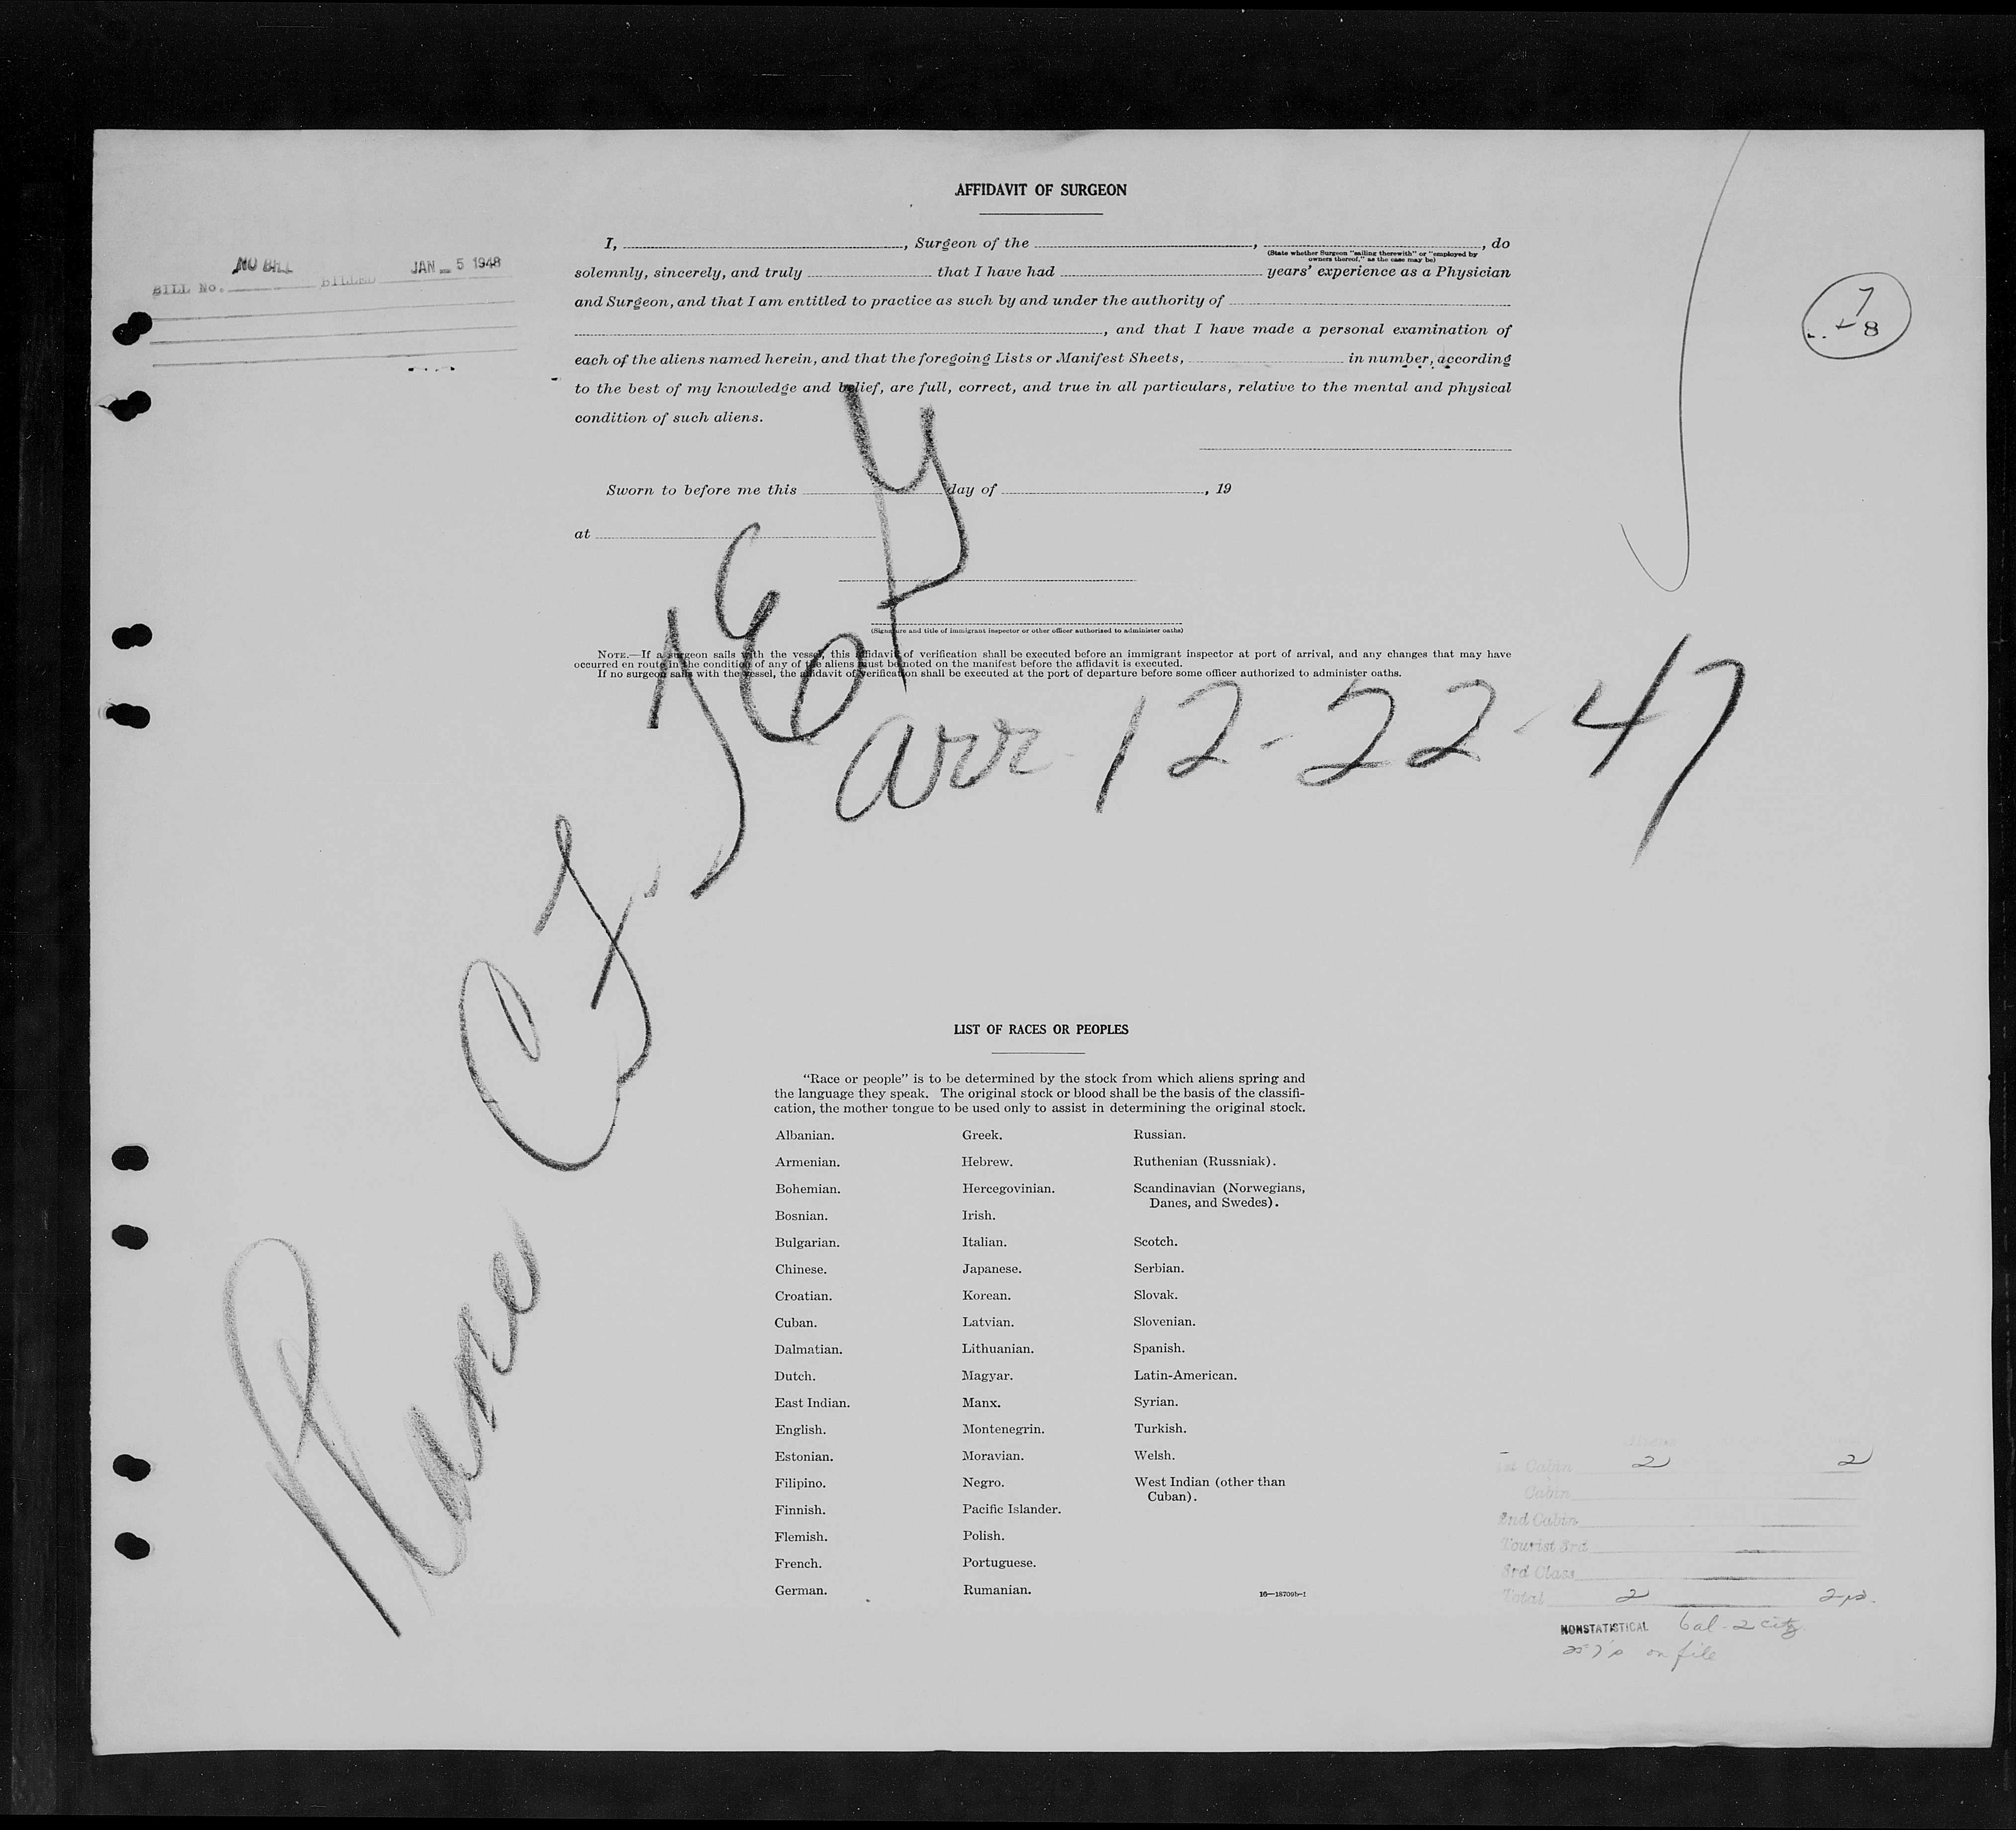 AFFIDAVIT OF SURGEON
I, , Surgeon of the , , do
(State whether Surgeon "sailing therewith" or "employed by
owners thereof," as the case may be)
solemnly, sincerely, and truly that I have had years' experience as a Physician
and Surgeon, and that I am entitled to practice as such by and under the authority of
, and that I have made a personal examination of
each of the aliens named herein, and that the foregoing Lists or Manifest Sheets, in number, according
to the best of my knowledge and belief, are full, correct, and true in all particulars, relative to the mental and physical
condition of such aliens.
NO BILL JAN 5 1948
BILL No. BILLED
7
8
Sworn to before me this day of , 19
at
(Signature and title of immigrant inspector or other officer authorized to administer oaths)
NOTE.—If a surgeon sails with the vessel, this affidavit of verification shall be executed before an immigrant inspector at port of arrival, and any changes that may have
occurred en route in the condition of any of the aliens must be noted on the manifest before the affidavit is executed.
If no surgeon sails with the vessel, the affidavit of verification shall be executed at the port of departure before some officer authorized to administer oaths.
Plane CF-
arr-12-22-47
LIST OF RACES OR PEOPLES
"Race or people" is to be determined by the stock from which aliens spring and
the language they speak. The original stock or blood shall be the basis of the classifi-
cation, the mother tongue to be used only to assist in determining the original stock.
Albanian. Greek. Russian.
Armenian. Hebrew. Ruthenian (Russniak).
Bohemian. Hercegovinian. Scandinavian (Norwegians,
Danes, and Swedes).
Bosnian. Irish.
Bulgarian. Italian. Scotch.
Chinese. Japanese. Serbian.
Croatian. Korean. Slovak.
Cuban. Latvian. Slovenian.
Dalmatian. Lithuanian. Spanish.
Dutch. Magyar. Latin-American.
East Indian. Manx. Syrian.
English. Montenegrin. Turkish.
Estonian. Moravian. Welsh.
Filipino. Negro. West Indian (other than
Cuban).
Finnish. Pacific Islander.
Flemish. Polish.
French. Portuguese.
German. Rumanian.
16—18709b-1
1st Cabin 2 2
Cabin
2nd Cabin
Tourist 3rd
3rd Class
Total 2 2
NONSTATISTICAL
on file